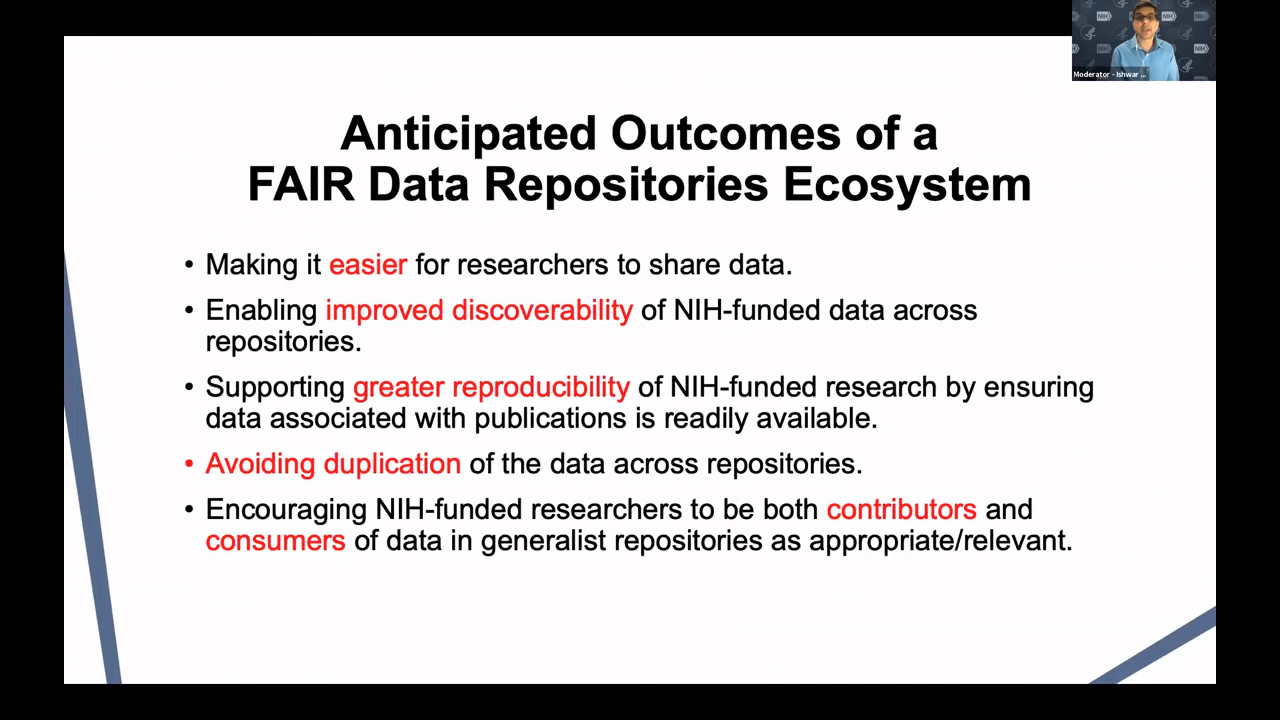 NIH
NIH
NIH
Moderator - Ishwar ...
Anticipated Outcomes of a
FAIR Data Repositories Ecosystem
• Making it easier for researchers to share data.
• Enabling improved discoverability of NIH-funded data across
repositories.
• Supporting greater reproducibility of NIH-funded research by ensuring
data associated with publications is readily available.
• Avoiding duplication of the data across repositories.
• Encouraging NIH-funded researchers to be both contributors and
consumers of data in generalist repositories as appropriate/relevant.